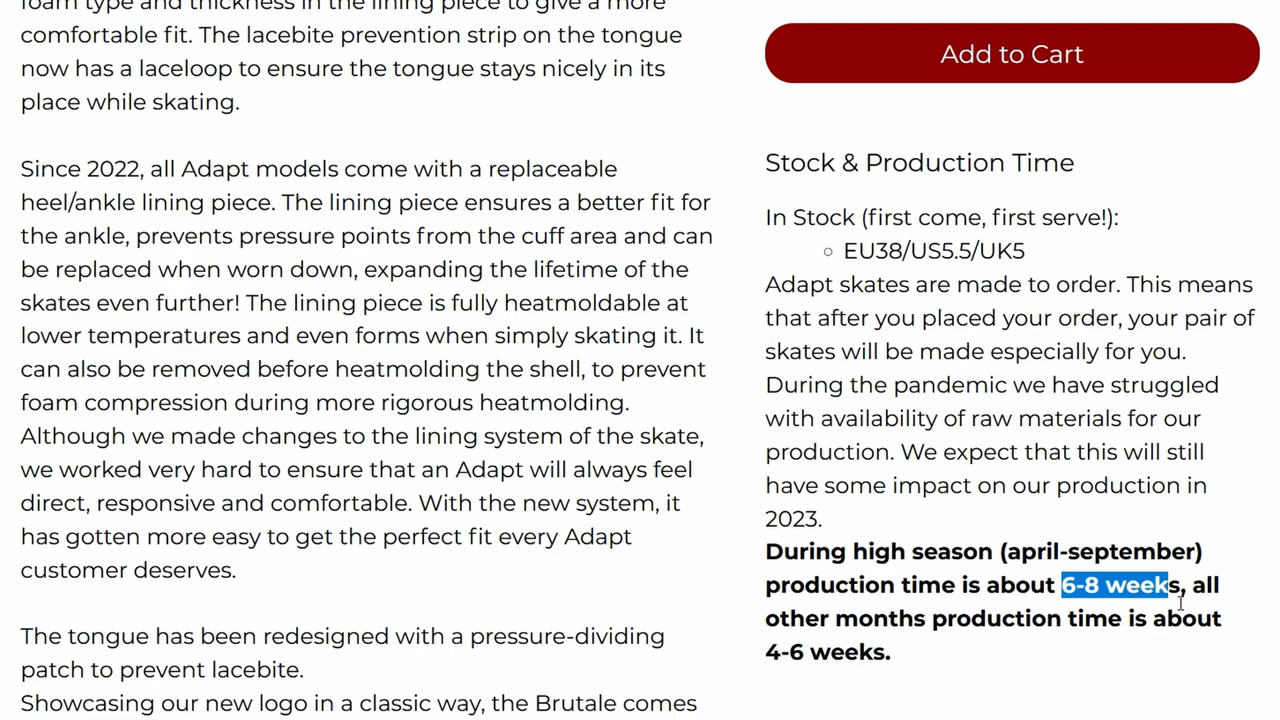 foam type and thickness in the lining piece to give a more
comfortable fit. The lacebite prevention strip on the tongue
now has a laceloop to ensure the tongue stays nicely in its
place while skating.
Since 2022, all Adapt models come with a replaceable
heel/ankle lining piece. The lining piece ensures a better fit for
the ankle, prevents pressure points from the cuff area and can
be replaced when worn down, expanding the lifetime of the
skates even further! The lining piece is fully heatmoldable at
lower temperatures and even forms when simply skating it. It
can also be removed before heatmolding the shell, to prevent
foam compression during more rigorous heatmolding.
Although we made changes to the lining system of the skate,
we worked very hard to ensure that an Adapt will always feel
direct, responsive and comfortable. With the new system, it
has gotten more easy to get the perfect fit every Adapt
customer deserves.
The tongue has been redesigned with a pressure-dividing
patch to prevent lacebite.
Showcasing our new logo in a classic way, the Brutale comes
Add to Cart
Stock & Production Time
In Stock (first come, first serve!):
○ EU38/US5.5/UK5
Adapt skates are made to order. This means
that after you placed your order, your pair of
skates will be made especially for you.
During the pandemic we have struggled
with availability of raw materials for our
production. We expect that this will still
have some impact on our production in
2023.
During high season (april-september)
production time is about 6-8 weeks, all
other months production time is about
4-6 weeks.